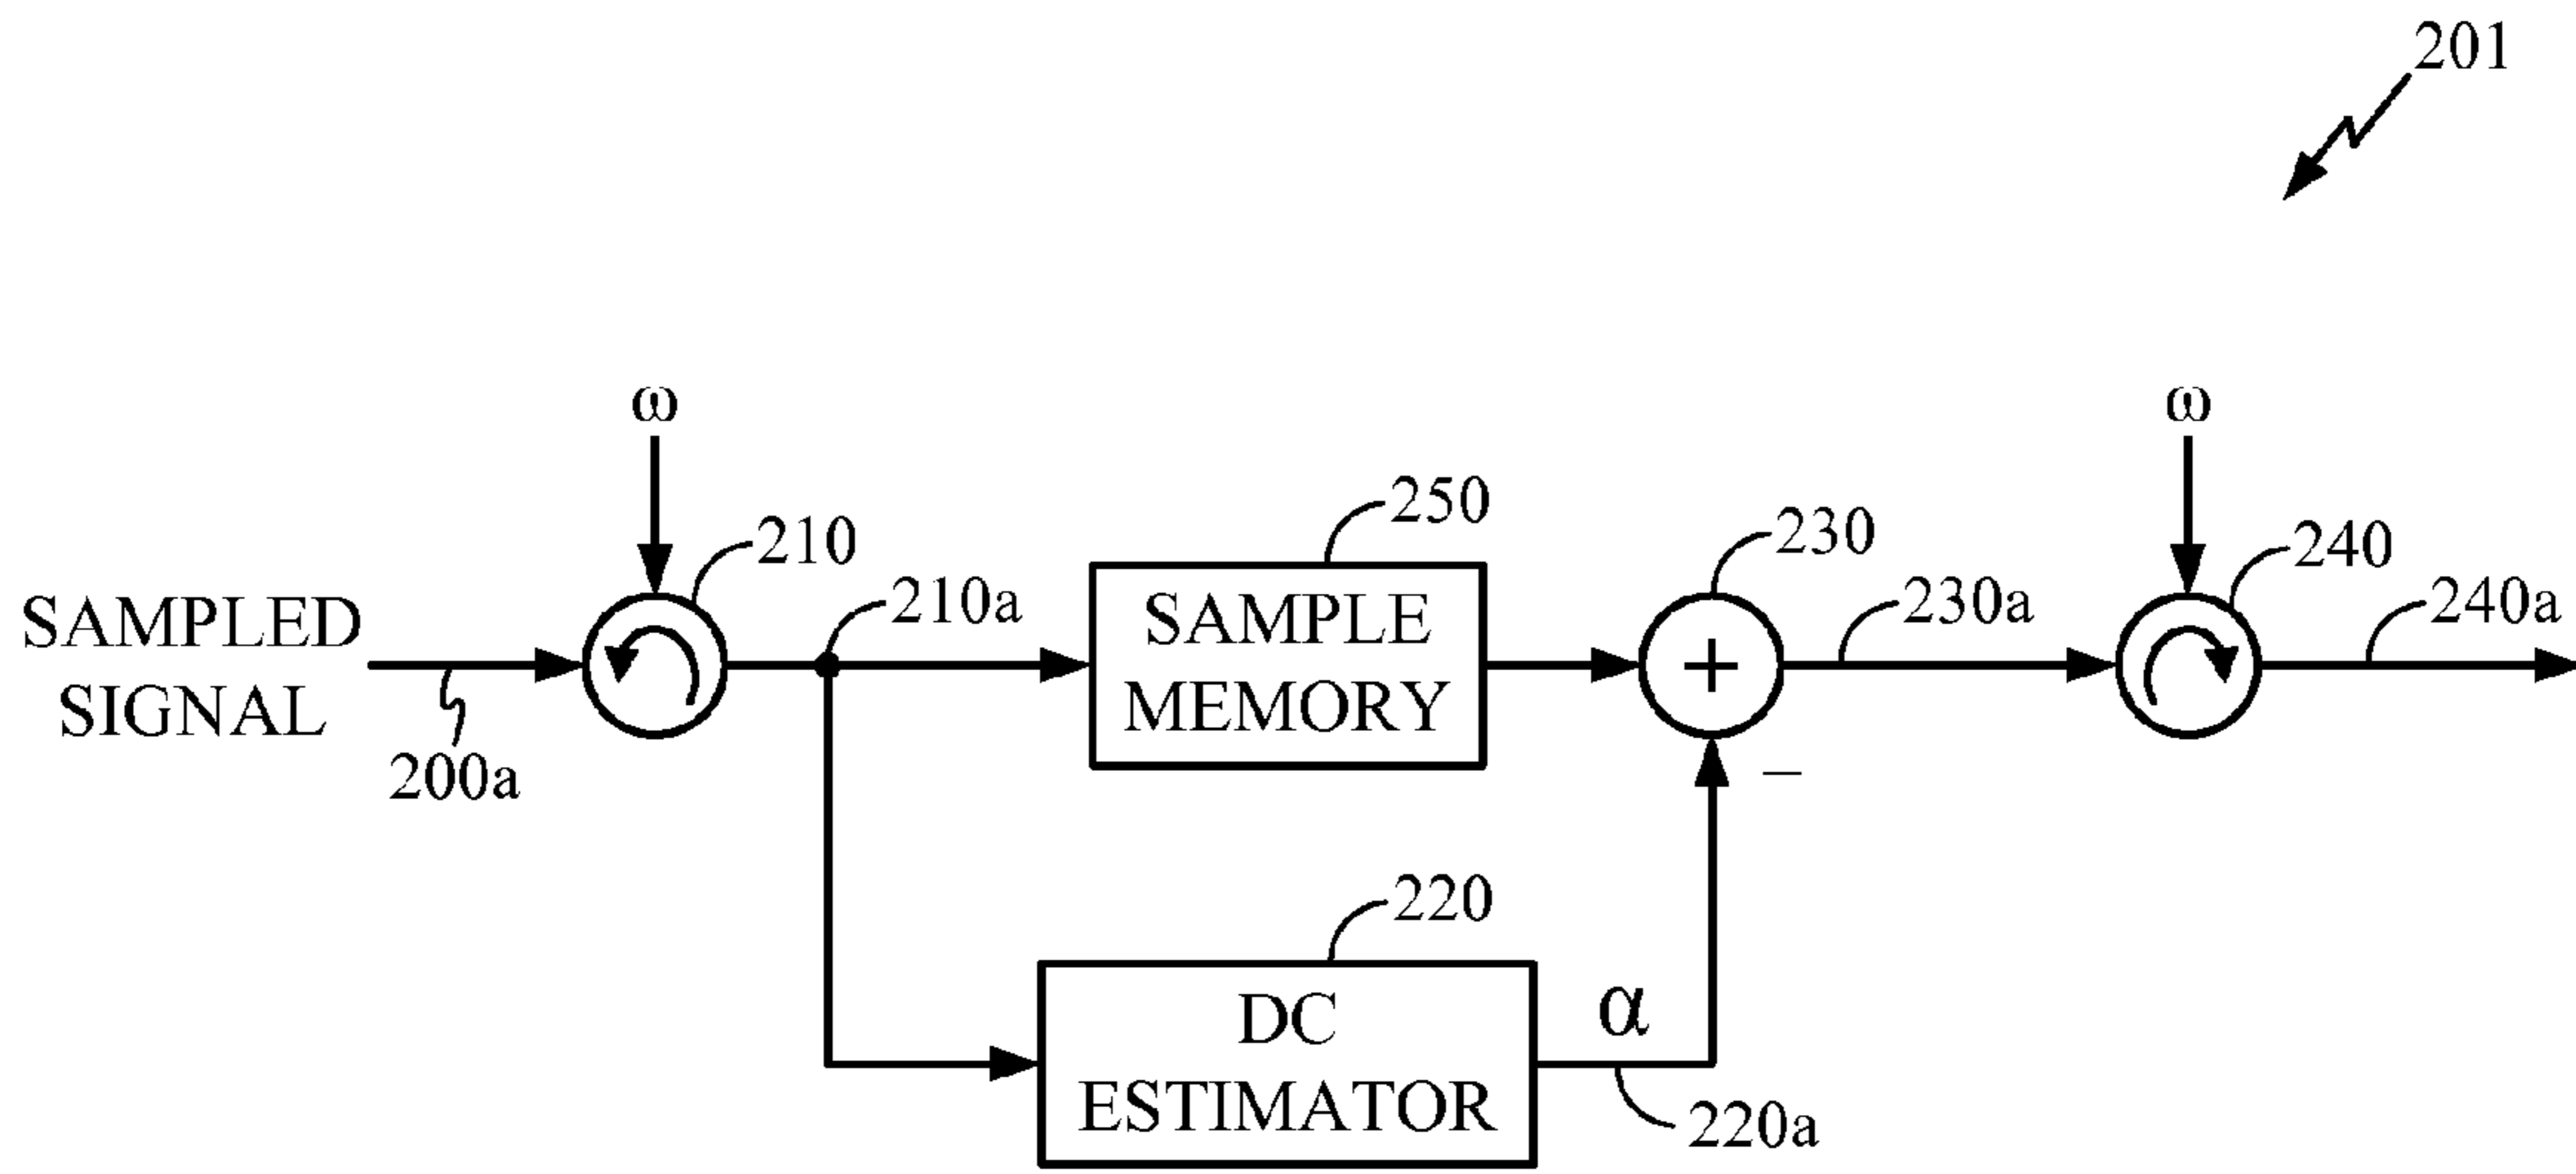 201
ω
ω
250
230
240
210
210a
230a
240a
SAMPLED
SIGNAL
200a
SAMPLE
MEMORY
+
−
220
DC
ESTIMATOR
α
220a